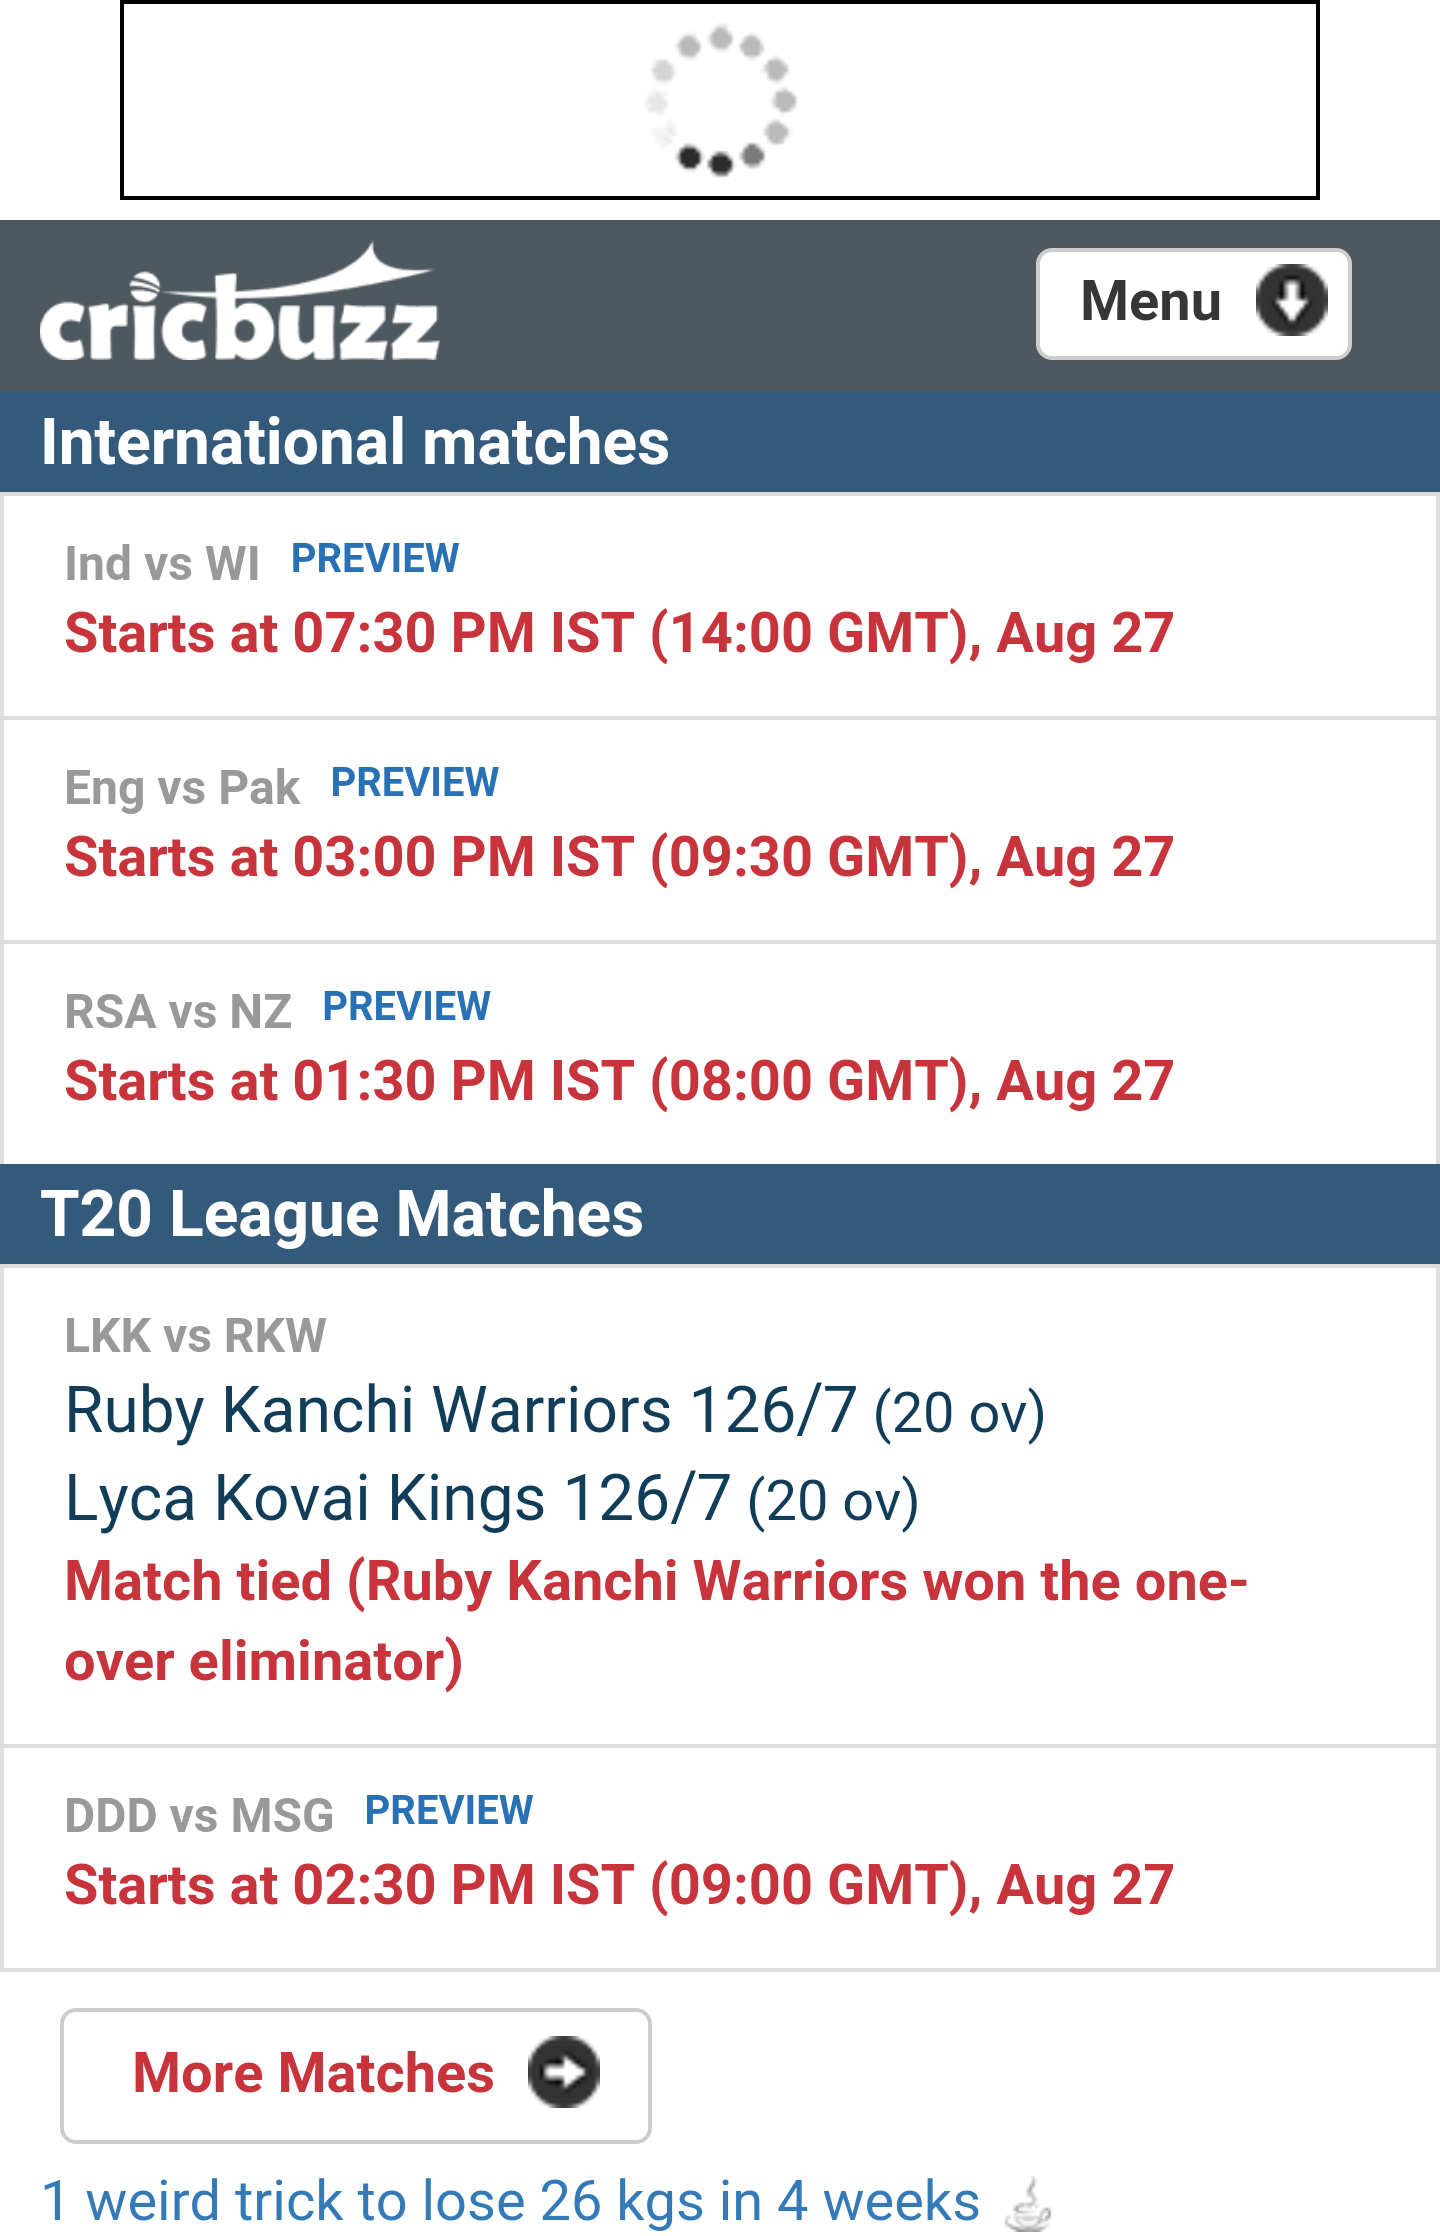 cricbuzz
Menu
International matches
Ind vs WI PREVIEW
Starts at 07:30 PM IST (14:00 GMT), Aug 27
Eng vs Pak PREVIEW
Starts at 03:00 PM IST (09:30 GMT), Aug 27
RSA vs NZ PREVIEW
Starts at 01:30 PM IST (08:00 GMT), Aug 27
T20 League Matches
LKK vs RKW
Ruby Kanchi Warriors 126/7 (20 ov)
Lyca Kovai Kings 126/7 (20 ov)
Match tied (Ruby Kanchi Warriors won the one-
over eliminator)
DDD vs MSG PREVIEW
Starts at 02:30 PM IST (09:00 GMT), Aug 27
More Matches
1 weird trick to lose 26 kgs in 4 weeks